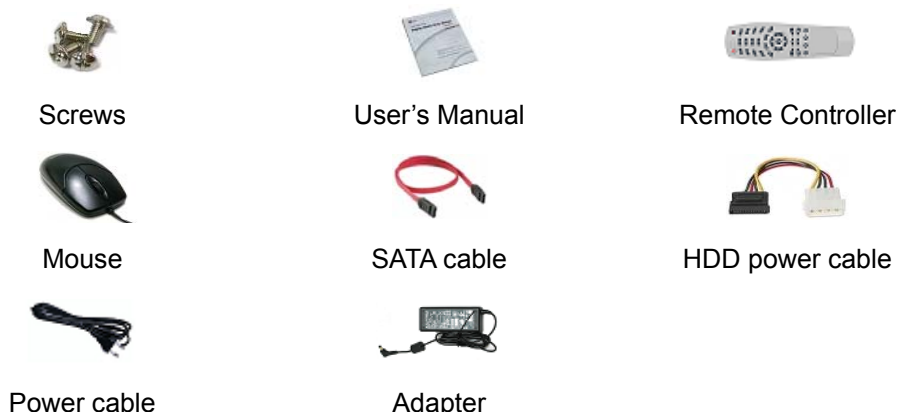 Screws
User’s Manual
Remote Controller
Mouse
SATA cable
HDD power cable
Power cable
Adapter